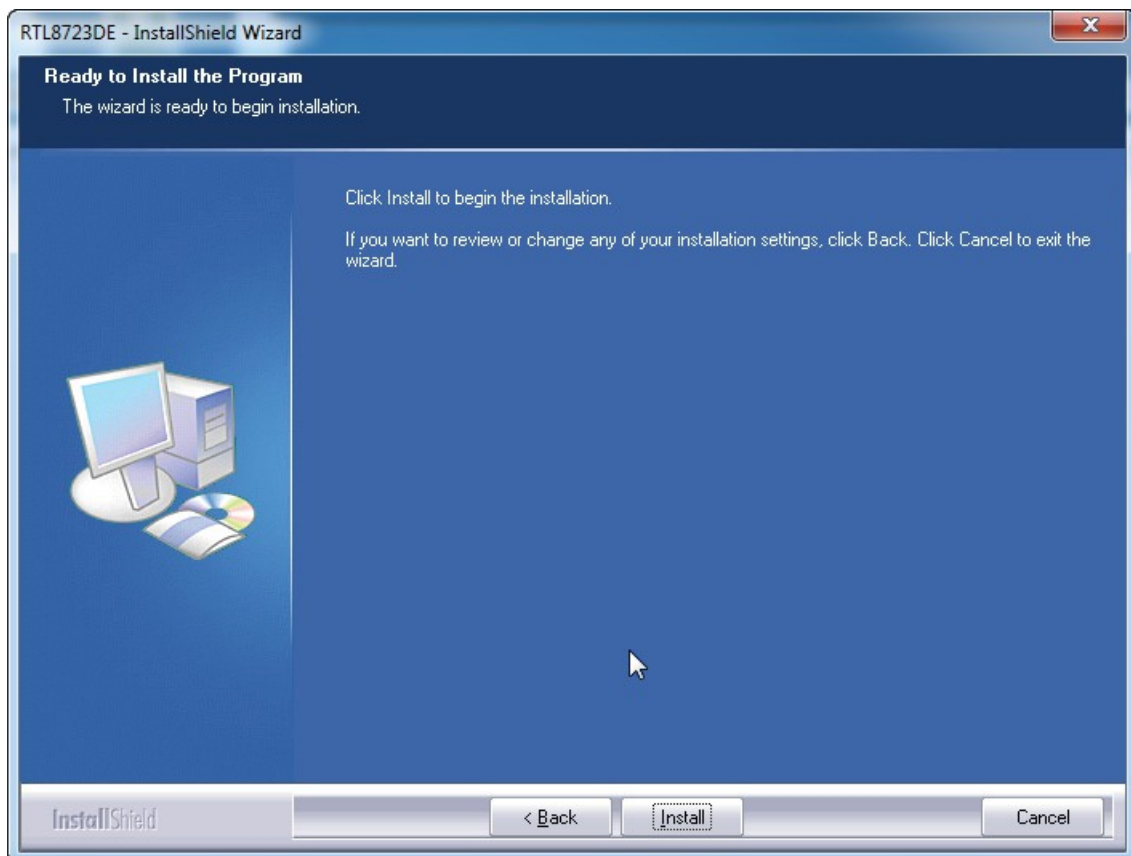 RTL8723DE - InstallShield Wizard
Ready to Install the Program
The wizard is ready to begin installation.
Click Install to begin the installation.
If you want to review or change any of your installation settings, click Back. Click Cancel to exit the
wizard.
InstallShield
< Back
Install
Cancel